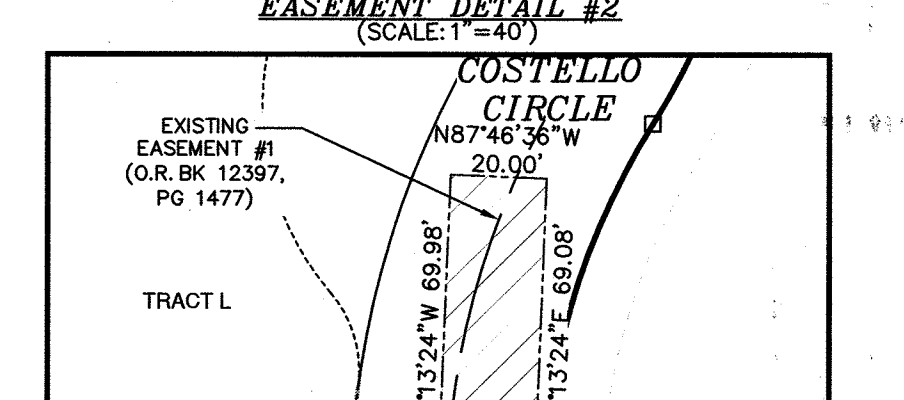 EASEMENT DETAIL #2
(SCALE: 1"=40')
COSTELLO
CIRCLE
EXISTING
EASEMENT #1
(O.R. BK 12397,
PG 1477)
N87°46'36"W
20.00'
°13'24"W 69.98'
°13'24"E 69.08'
TRACT L